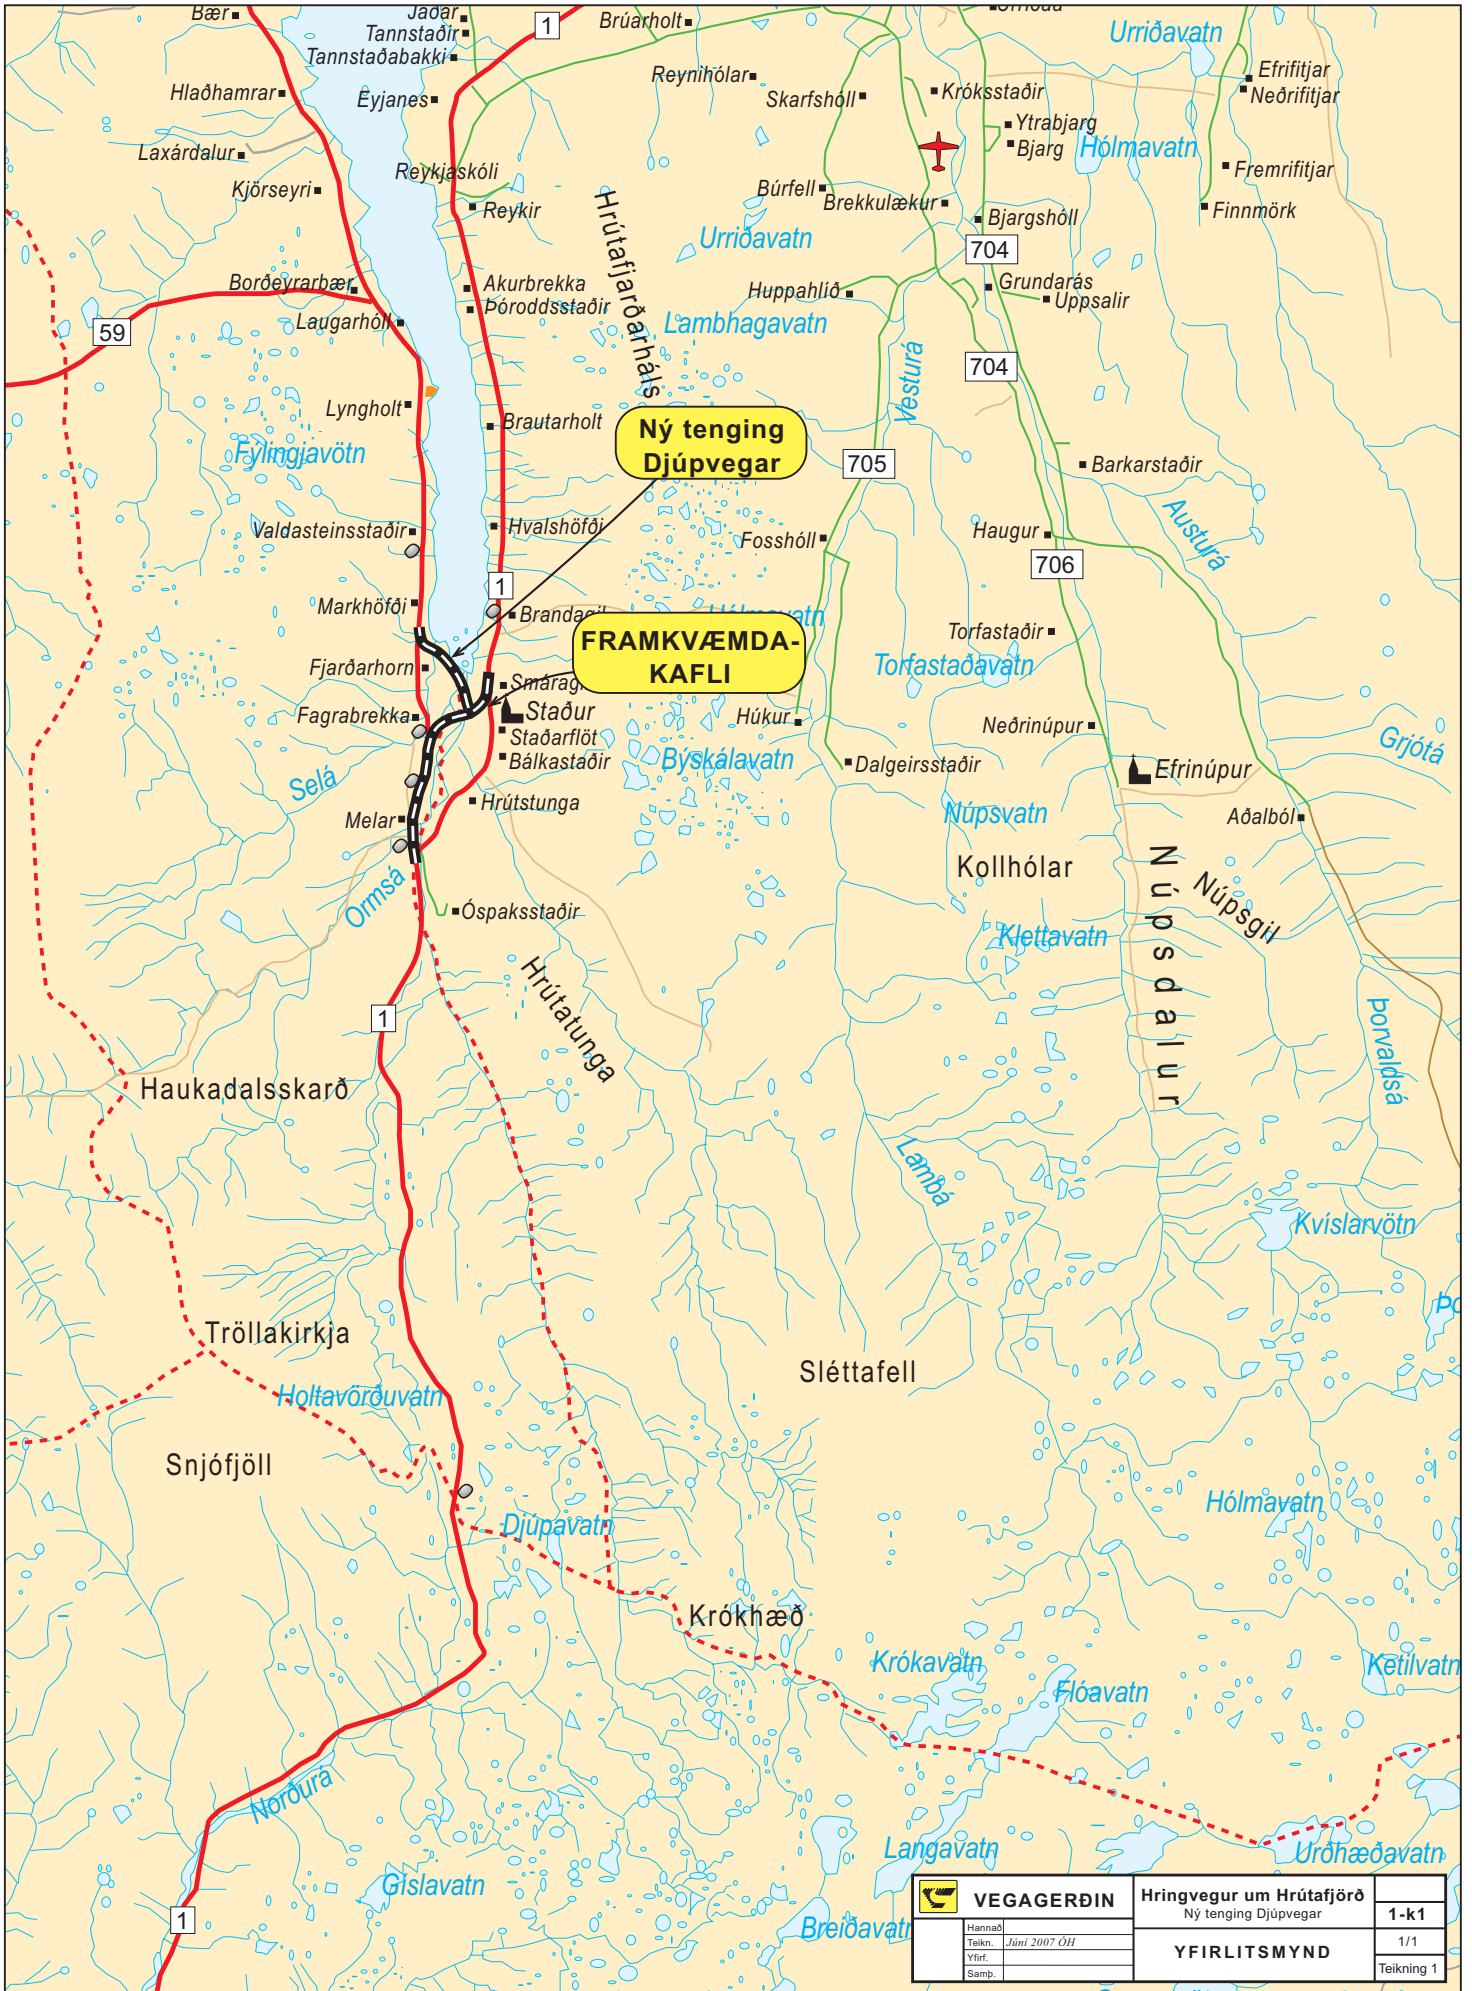 Bær
Jaðar
Tannstaðir
Tannstaðabakki
1
Brúarholt
Urriðavatn
Hlaðhamrar
Eyjanes
Reynihólar
Skarfshóll
Króksstaðir
Efrifitjar
Neðrifitjar
Laxárdalur
Ytrabjarg
Bjarg
Hólmavatn
Kjörseyri
Reykjaskóli
Fremrifitjar
Reykir
Búrfell
Brekkulækur
Bjargshóll
Finnmörk
Hrútafjarðarháls
Urriðavatn
704
Borðeyrarbær
Akurbrekka
Þóroddsstaðir
Huppahlíð
Grundarás
Uppsalir
59
Laugarhóll
Lambhagavatn
Vesturá
704
Lyngholt
Brautarholt
Ný tenging
Djúpvegar
Fýlingjavötn
705
Barkarstaðir
Valdasteinsstaðir
Hvalshöfði
Fosshóll
Haugur
Austurá
706
1
Markhöfði
Torfastaðir
FRAMKVÆMDA-
KAFLI
Fjarðarhorn
Torfastaðavatn
Fagrabrekka
Staður
Staðarflöt
Bálkastaðir
Húkur
Neðrinúpur
Grjótá
Býskálavatn
Dalgeirsstaðir
Efrinúpur
Selá
Hrútstunga
Melar
Núpsvatn
Aðalból
Kollhólar
Núpsdalur
Núpsgil
Ormsá
Óspaksstaðir
Klettavatn
Hrútatunga
1
Þorvaldsá
Haukadalsskarð
Lambá
Kvíslarvötn
Tröllakirkja
Sléttafell
Holtavörðuvatn
Snjófjöll
Hólmavatn
Djúpavatn
Krókhæð
Krókavatn
Flóavatn
Ketilvatn
Norðurá
Langavatn
Urðhæðavatn
Gíslavatn
Breiðavatn
1
VEGAGERÐIN
Hannað
Teikn. Júní 2007 ÓH
Yfirf.
Samþ.
Hringvegur um Hrútafjörð
Ný tenging Djúpvegar
YFIRLITSMYND
1-k1
1/1
Teikning 1